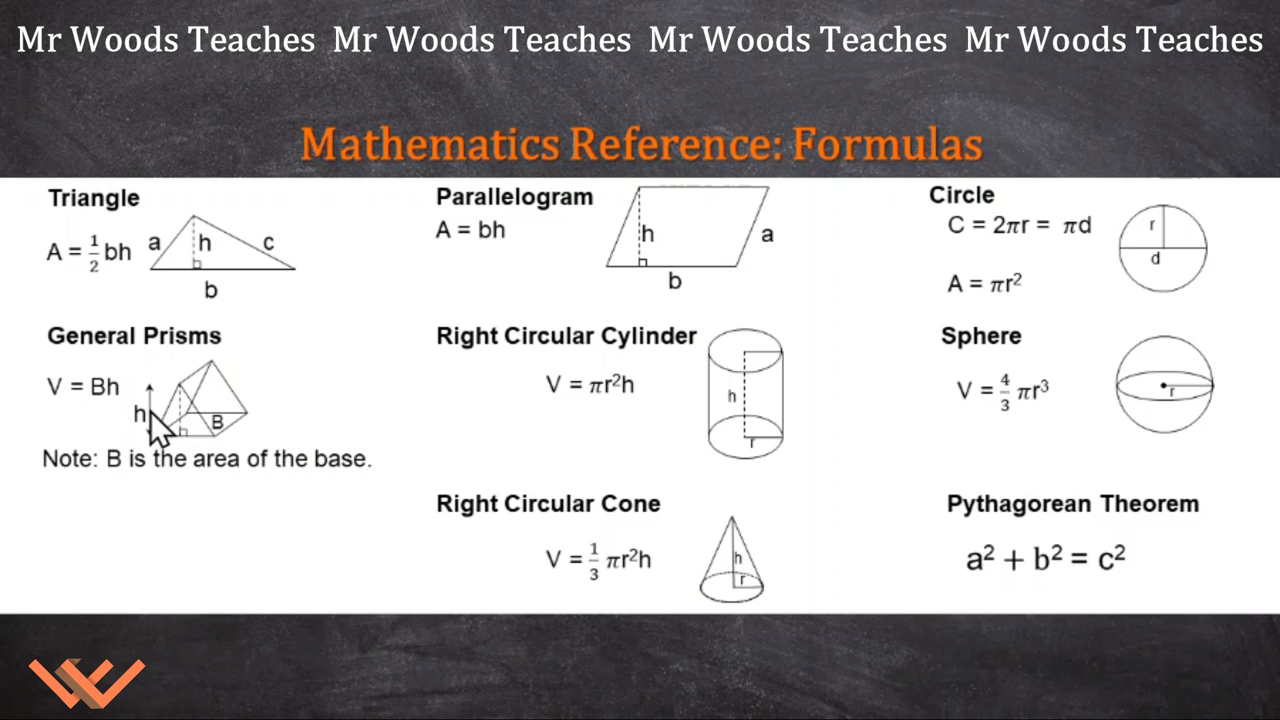 Mr Woods Teaches Mr Woods Teaches Mr Woods Teaches Mr Woods Teaches
Mathematics Reference: Formulas
Triangle
A = 1/2 bh
a
h
c
b
Parallelogram
A = bh
h
a
b
Circle
C = 2πr = πd
A = πr²
r
d
General Prisms
V = Bh
h
B
Note: B is the area of the base.
Right Circular Cylinder
V = πr²h
h
r
Sphere
V = 4/3 πr³
r
Right Circular Cone
V = 1/3 πr²h
h
r
Pythagorean Theorem
a² + b² = c²